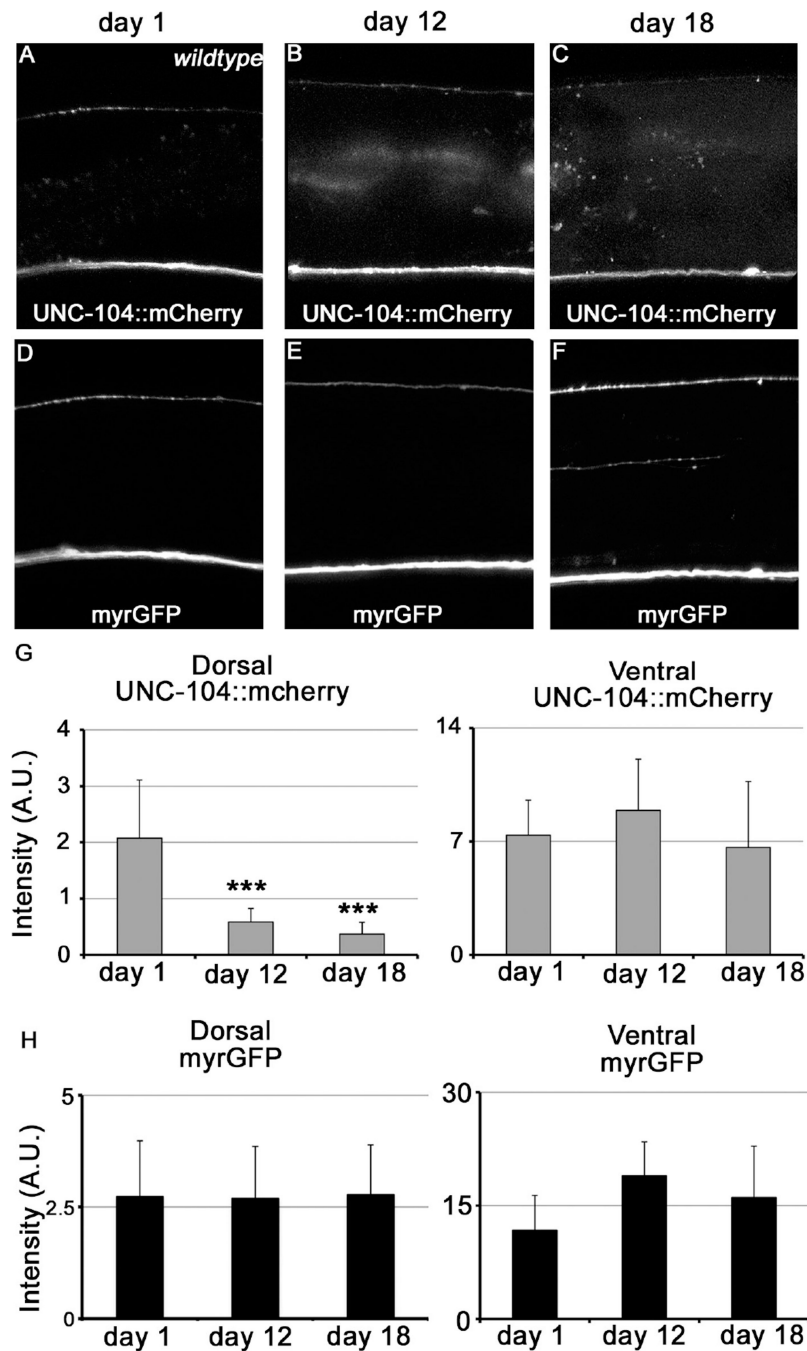 day 1 day 12 day 18
A wildtype B C
UNC-104::mCherry UNC-104::mCherry UNC-104::mCherry
D E F
myrGFP myrGFP myrGFP
G
Dorsal
UNC-104::mcherry
Intensity (A.U.)
4
3
2
1
0
***
***
day 1 day 12 day 18
Ventral
UNC-104::mCherry
14
7
0
day 1 day 12 day 18
H
Dorsal
myrGFP
Intensity (A.U.)
5
2.5
0
day 1 day 12 day 18
Ventral
myrGFP
30
15
0
day 1 day 12 day 18